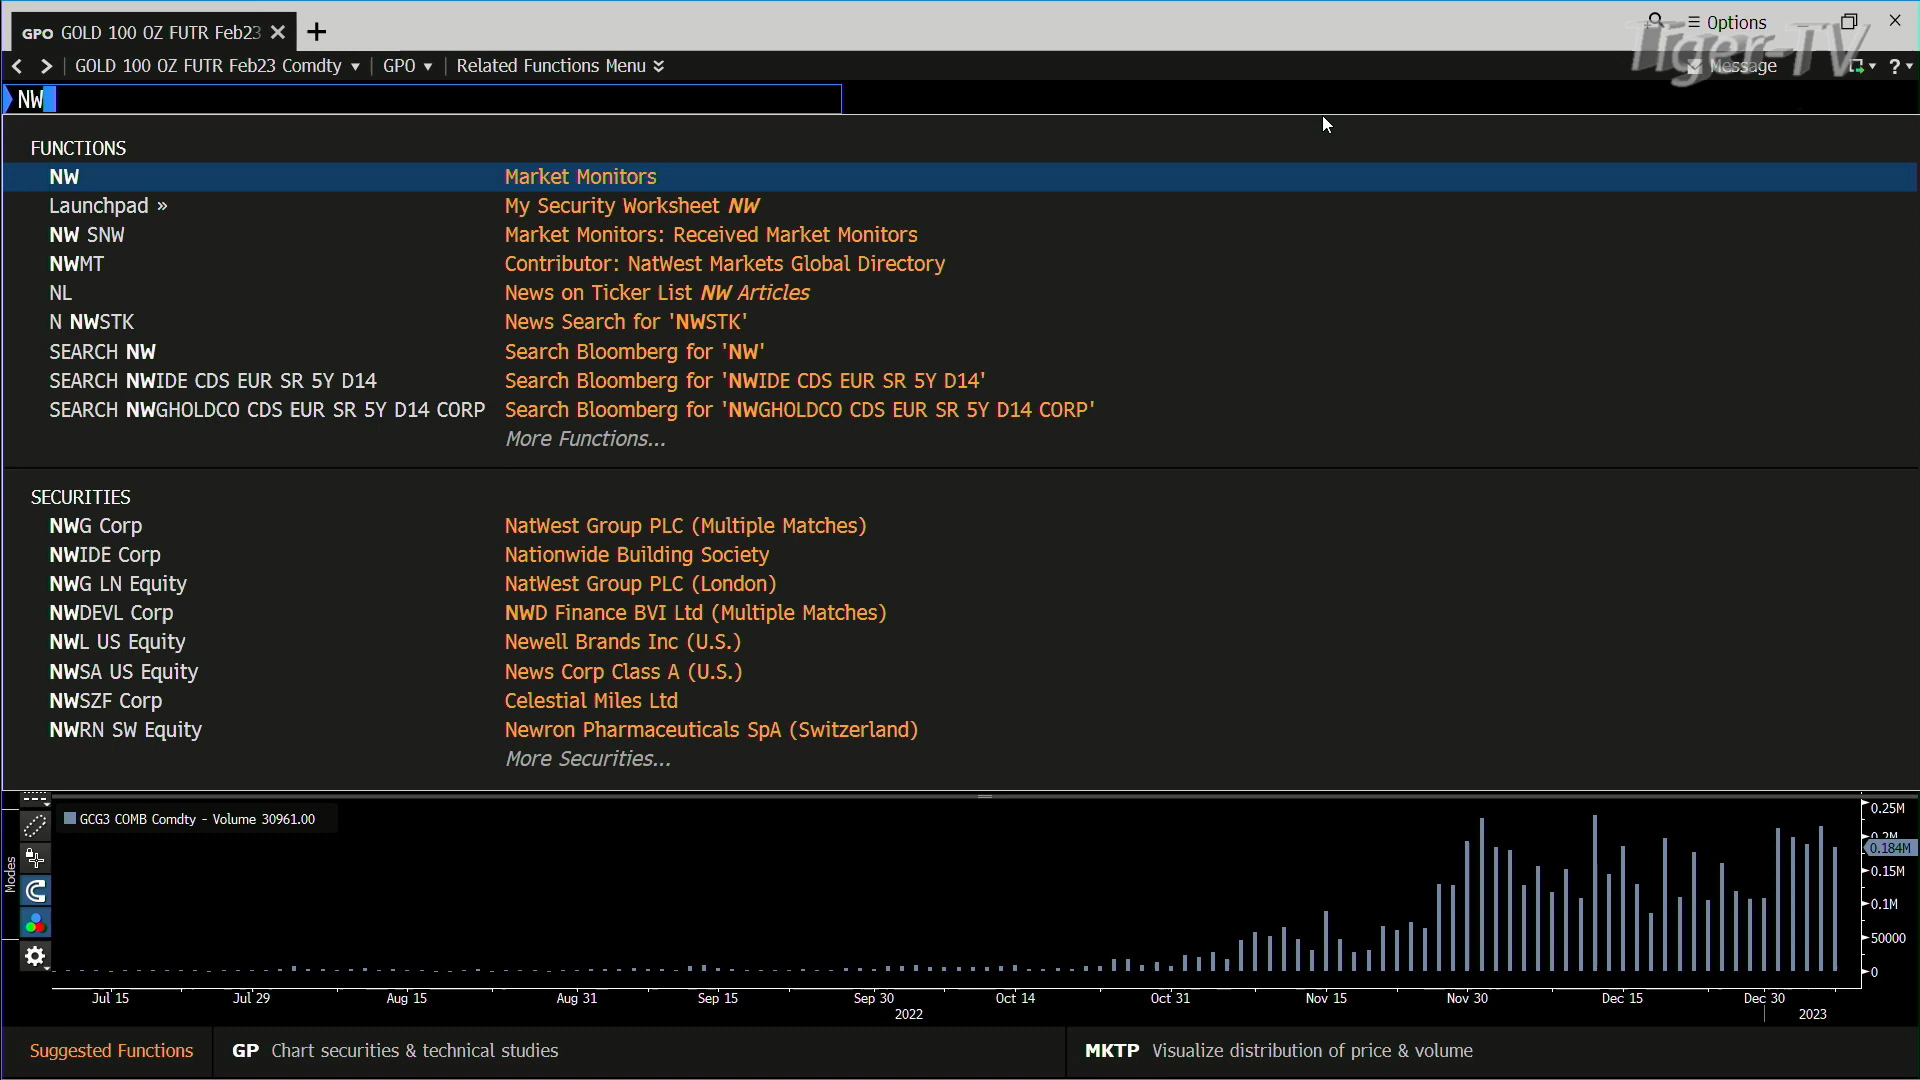 GPO GOLD 100 OZ FUTR Feb23
Options
Tiger-TV
GOLD 100 OZ FUTR Feb23 Comdty GPO Related Functions Menu
Message ?
NW
FUNCTIONS
NW Market Monitors
Launchpad » My Security Worksheet NW
NW SNW Market Monitors: Received Market Monitors
NWMT Contributor: NatWest Markets Global Directory
NL News on Ticker List NW Articles
N NWSTK News Search for 'NWSTK'
SEARCH NW Search Bloomberg for 'NW'
SEARCH NWIDE CDS EUR SR 5Y D14 Search Bloomberg for 'NWIDE CDS EUR SR 5Y D14'
SEARCH NWGHOLDCO CDS EUR SR 5Y D14 CORP Search Bloomberg for 'NWGHOLDCO CDS EUR SR 5Y D14 CORP'
More Functions...
SECURITIES
NWG Corp NatWest Group PLC (Multiple Matches)
NWIDE Corp Nationwide Building Society
NWG LN Equity NatWest Group PLC (London)
NWDEVL Corp NWD Finance BVI Ltd (Multiple Matches)
NWL US Equity Newell Brands Inc (U.S.)
NWSA US Equity News Corp Class A (U.S.)
NWSZF Corp Celestial Miles Ltd
NWRN SW Equity Newron Pharmaceuticals SpA (Switzerland)
More Securities...
GCG3 COMB Comdty - Volume 30961.00
0.25M
0.2M
0.184M
0.15M
0.1M
50000
0
Modes
Jul 15 Jul 29 Aug 15 Aug 31 Sep 15 Sep 30 Oct 14 Oct 31 Nov 15 Nov 30 Dec 15 Dec 30
2022 2023
Suggested Functions GP Chart securities & technical studies MKTP Visualize distribution of price & volume